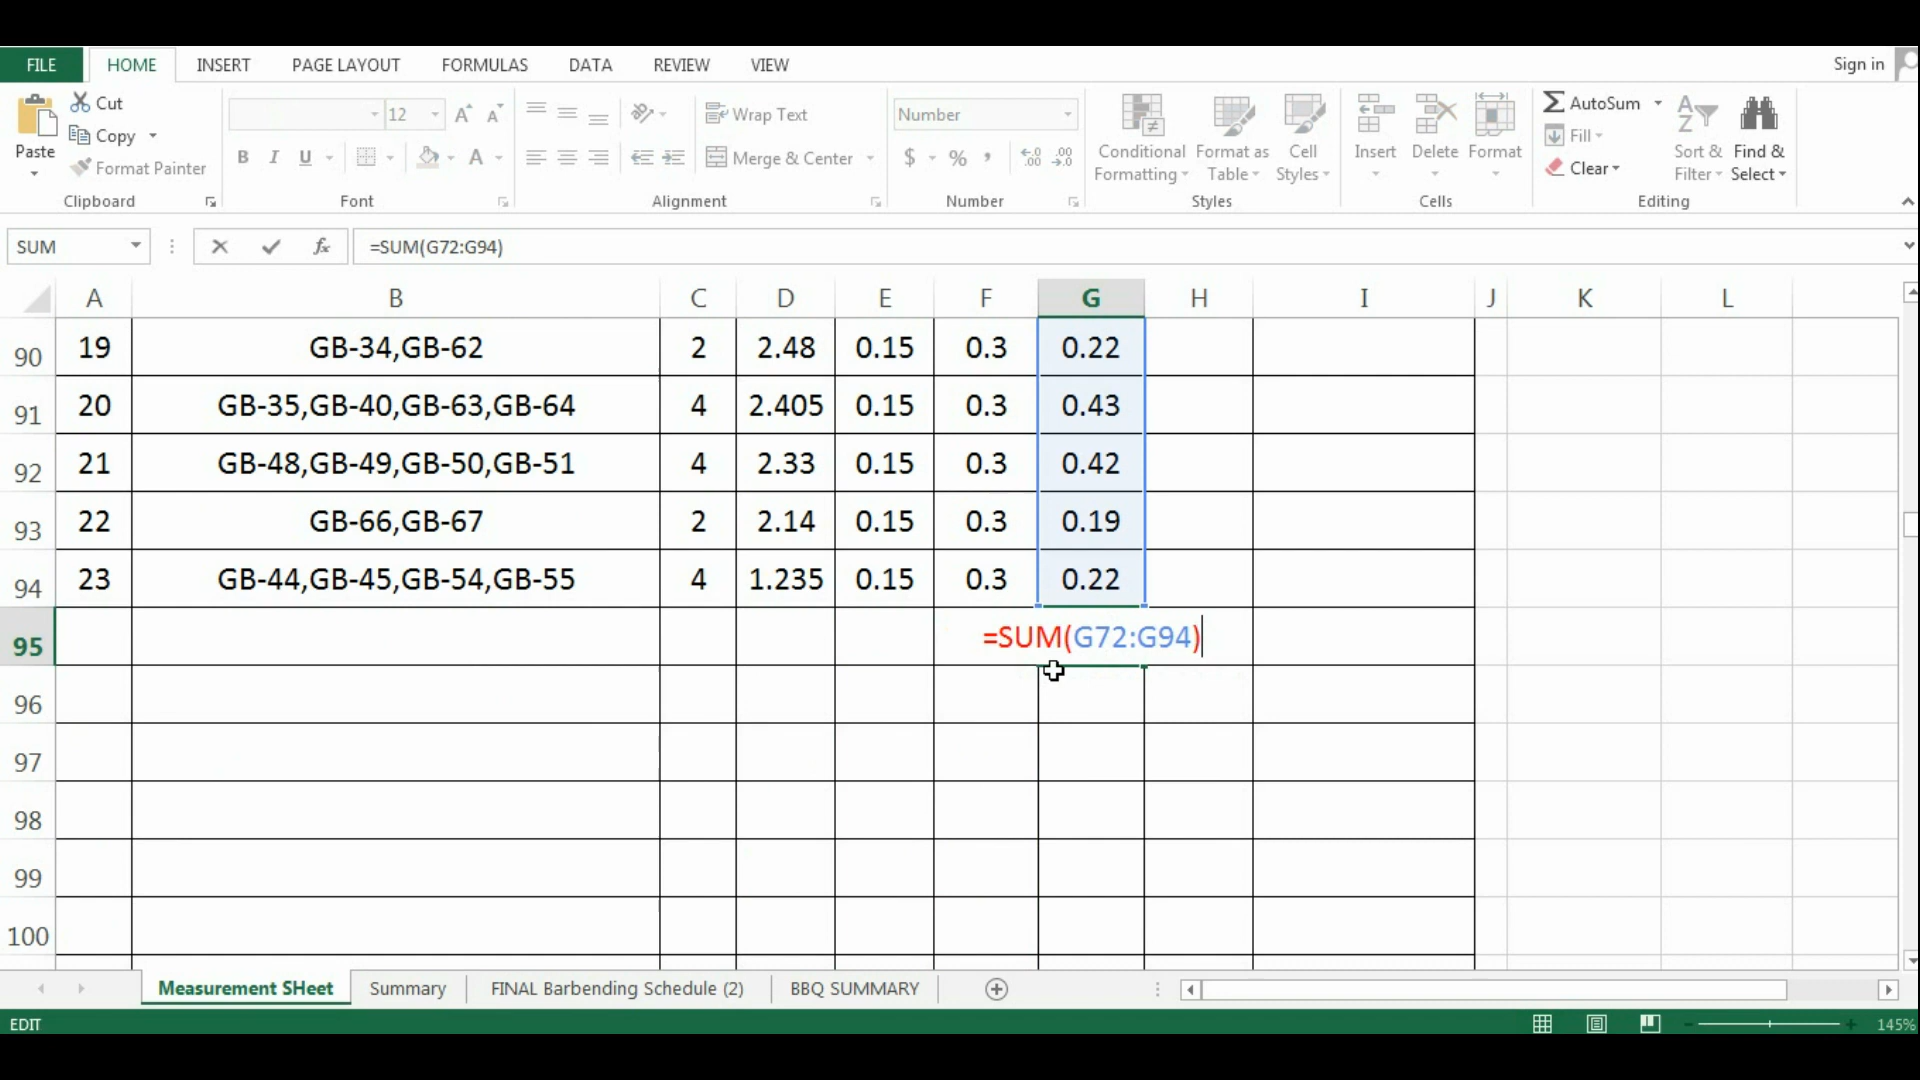 FILE HOME INSERT PAGE LAYOUT FORMULAS DATA REVIEW VIEW Sign in
Cut
Copy
Format Painter
Paste
Clipboard
12
B I U A
Font
Wrap Text
Merge & Center
Alignment
Number
$ % ,
Number
Conditional Formatting
Format as Table
Cell Styles
Styles
Insert Delete Format
Cells
AutoSum
Fill
Clear
Sort & Filter
Find & Select
Editing
SUM fx =SUM(G72:G94)
A B C D E F G H I J K L
90 19 GB-34,GB-62 2 2.48 0.15 0.3 0.22
91 20 GB-35,GB-40,GB-63,GB-64 4 2.405 0.15 0.3 0.43
92 21 GB-48,GB-49,GB-50,GB-51 4 2.33 0.15 0.3 0.42
93 22 GB-66,GB-67 2 2.14 0.15 0.3 0.19
94 23 GB-44,GB-45,GB-54,GB-55 4 1.235 0.15 0.3 0.22
95 =SUM(G72:G94)
96
97
98
99
100
Measurement SHeet Summary FINAL Barbending Schedule (2) BBQ SUMMARY
EDIT 145%